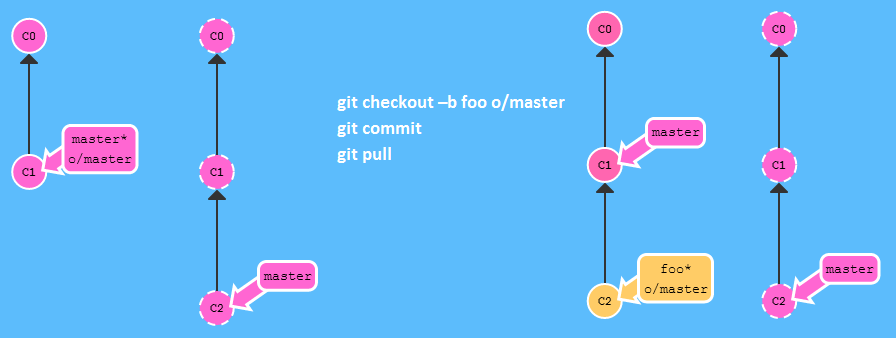 C0
C1
master*
o/master
C0
C1
C2
master
git checkout –b foo o/master
git commit
git pull
C0
C1
master
C2
foo*
o/master
C0
C1
C2
master